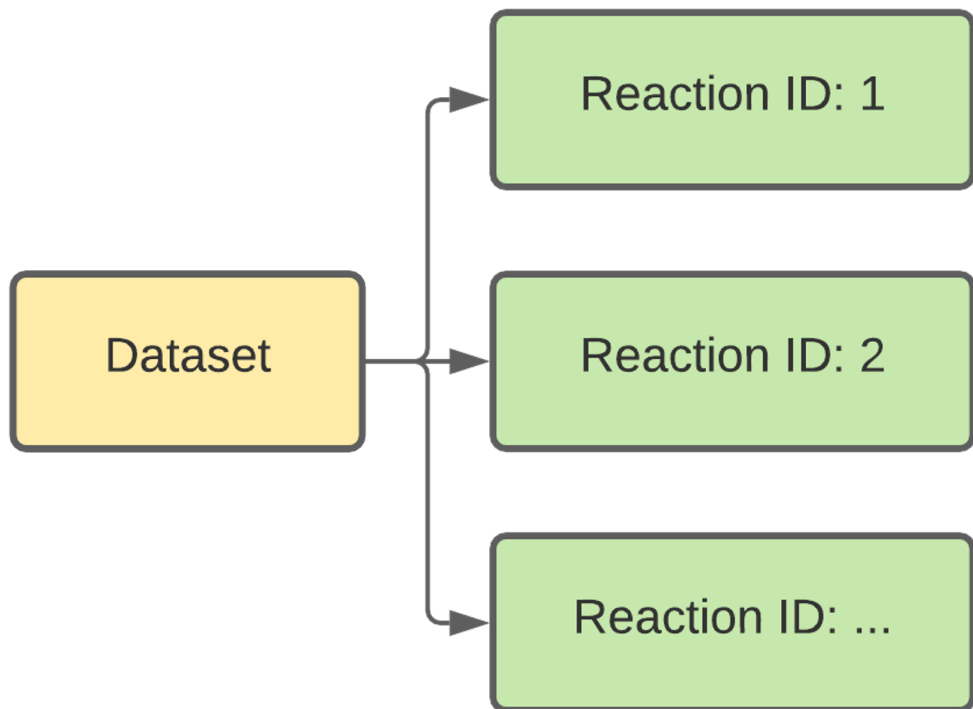 Reaction ID: 1
Dataset
Reaction ID: 2
Reaction ID: ...